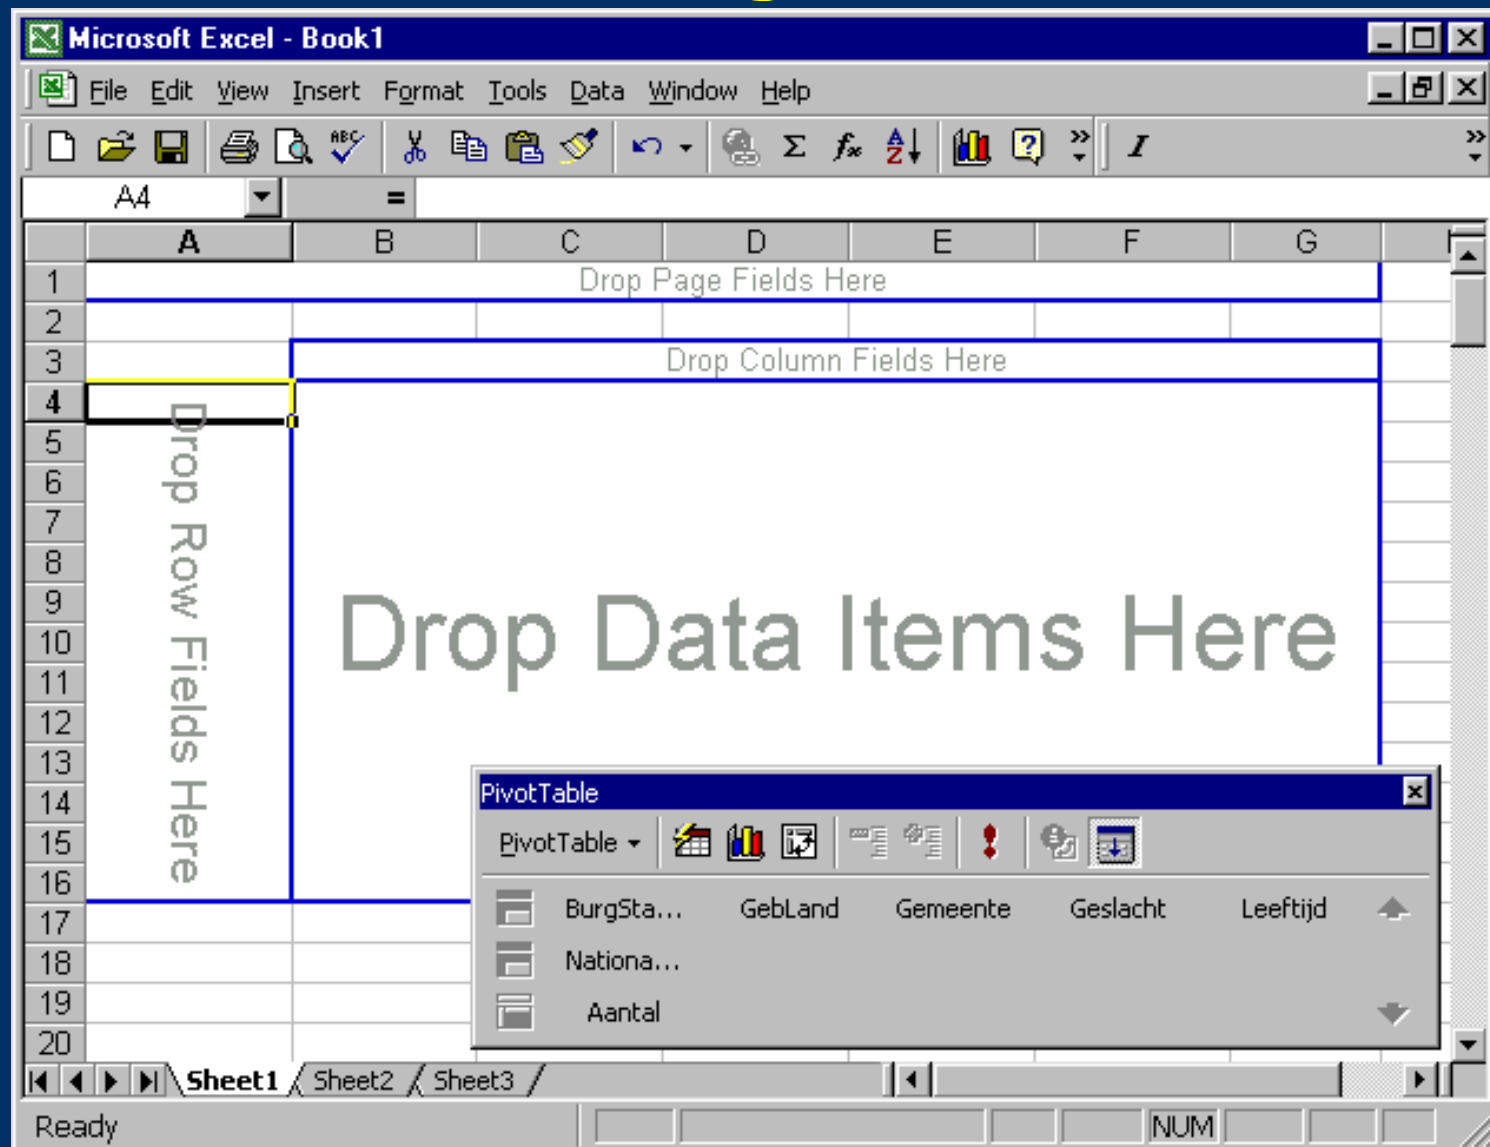 Microsoft Excel - Book1
File Edit View Insert Format Tools Data Window Help
ABC Σ fx A Z ? » I »
A4 =
A B C D E F G
1 Drop Page Fields Here
2
3 Drop Column Fields Here
4
5
6
7
8
9
10
11
12
13
14
15
16
17
18
19
20
Drop Row Fields Here
Drop Data Items Here
PivotTable
PivotTable
BurgSta... GebLand Gemeente Geslacht Leeftijd
Nationa...
Aantal
Sheet1 Sheet2 Sheet3
Ready NUM